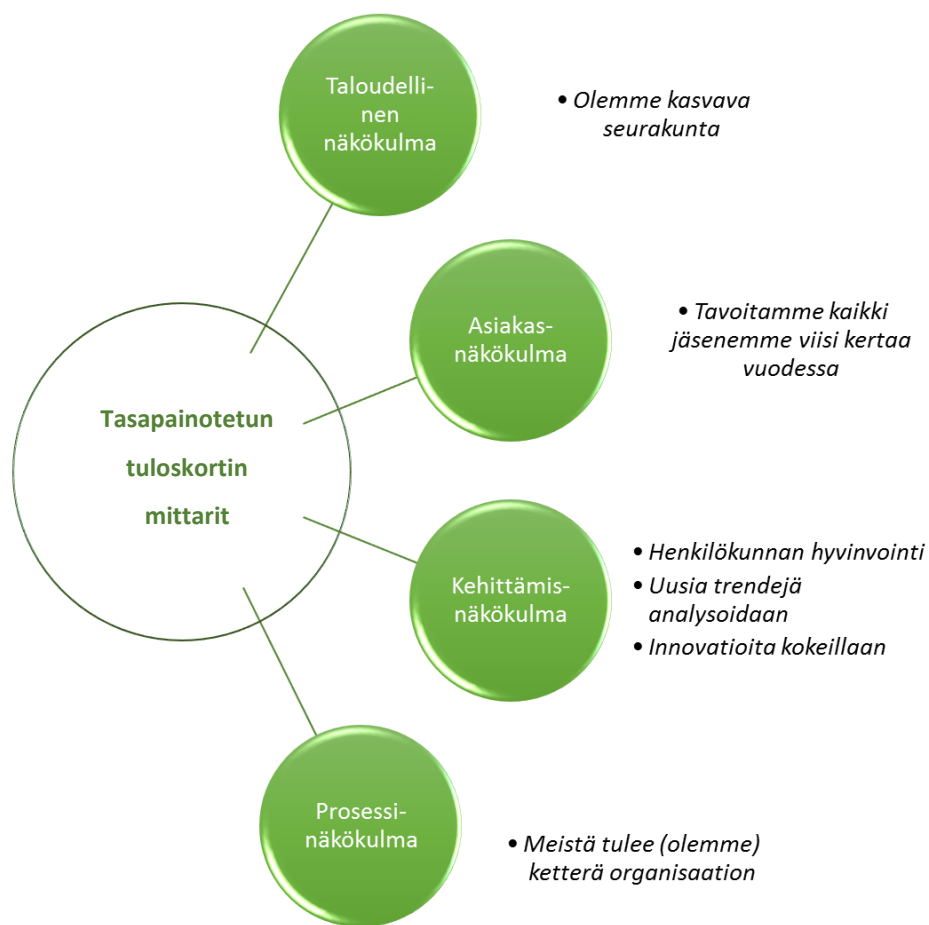 Taloudelli-
nen
näkökulma
• Olemme kasvava
seurakunta
Asiakas-
näkökulma
• Tavoitamme kaikki
jäsenemme viisi kertaa
vuodessa
Tasapainotetun
tuloskortin
mittarit
Kehittämis-
näkökulma
• Henkilökunnan hyvinvointi
• Uusia trendejä
analysoidaan
• Innovatioita kokeillaan
Prosessi-
näkökulma
• Meistä tulee (olemme)
ketterä organisaation